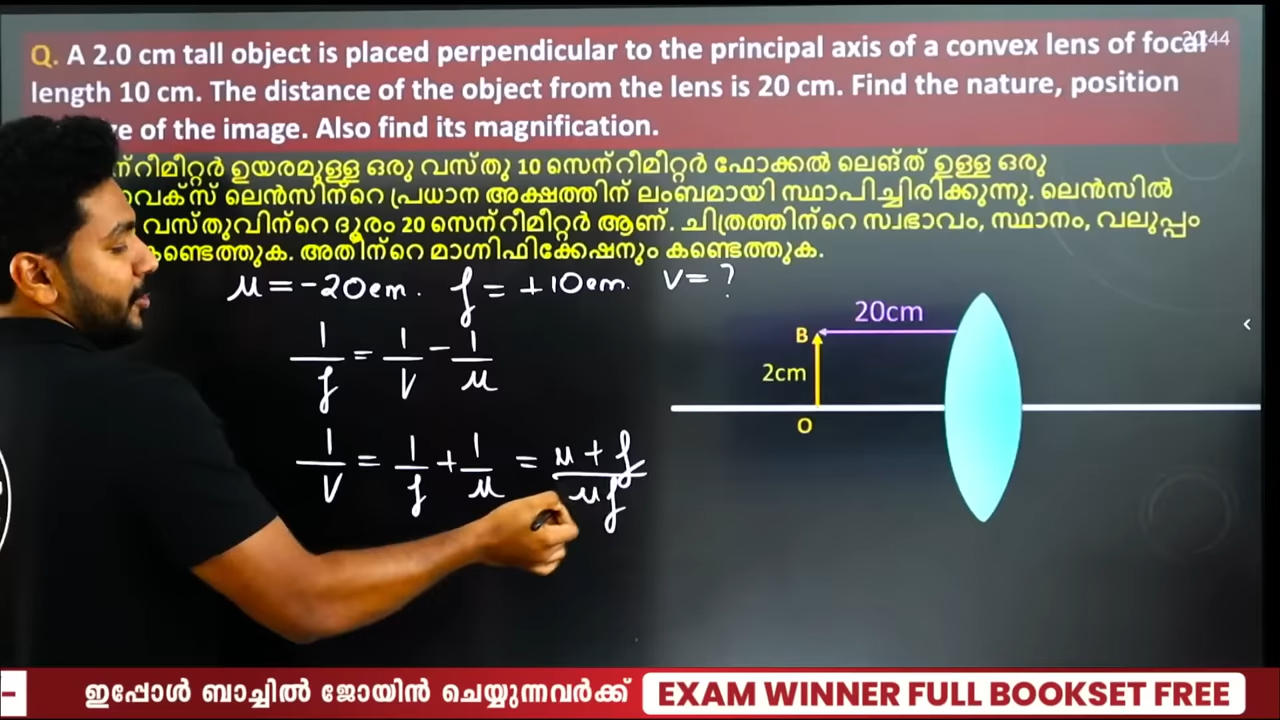 Q. A 2.0 cm tall object is placed perpendicular to the principal axis of a convex lens of focal
length 10 cm. The distance of the object from the lens is 20 cm. Find the nature, position
of the image. Also find its magnification.
ഉയരമുള്ള ഒരു വസ്തു 10 സെന്റീമീറ്റർ ഫോക്കൽ ലെങ്ത് ഉള്ള ഒരു
ലെൻസിന്റെ പ്രധാന അക്ഷത്തിന് ലംബമായി സ്ഥാപിച്ചിരിക്കുന്നു. ലെൻസിൽ
വസ്തുവിന്റെ ദൂരം 20 സെന്റീമീറ്റർ ആണ്. ചിത്രത്തിന്റെ സ്വഭാവം, സ്ഥാനം, വലുപ്പം
കണ്ടെത്തുക. അതിന്റെ മാഗ്നിഫിക്കേഷനും കണ്ടെത്തുക.
u = -20cm. f = +10cm. v = ?
1/f = 1/v - 1/u
1/v = 1/f + 1/u = u + f / uf
20cm
B
2cm
O
ഇപ്പോൾ ബാച്ചിൽ ജോയിൻ ചെയ്യുന്നവർക്ക് EXAM WINNER FULL BOOKSET FREE